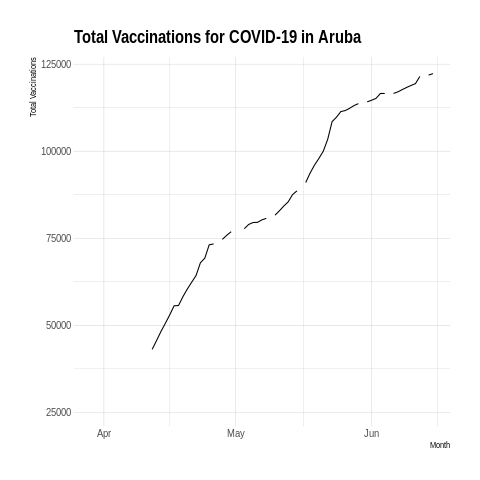 Total Vaccinations for COVID-19 in Aruba
Total Vaccinations
125000
100000
75000
50000
25000
Apr
May
Jun
Month